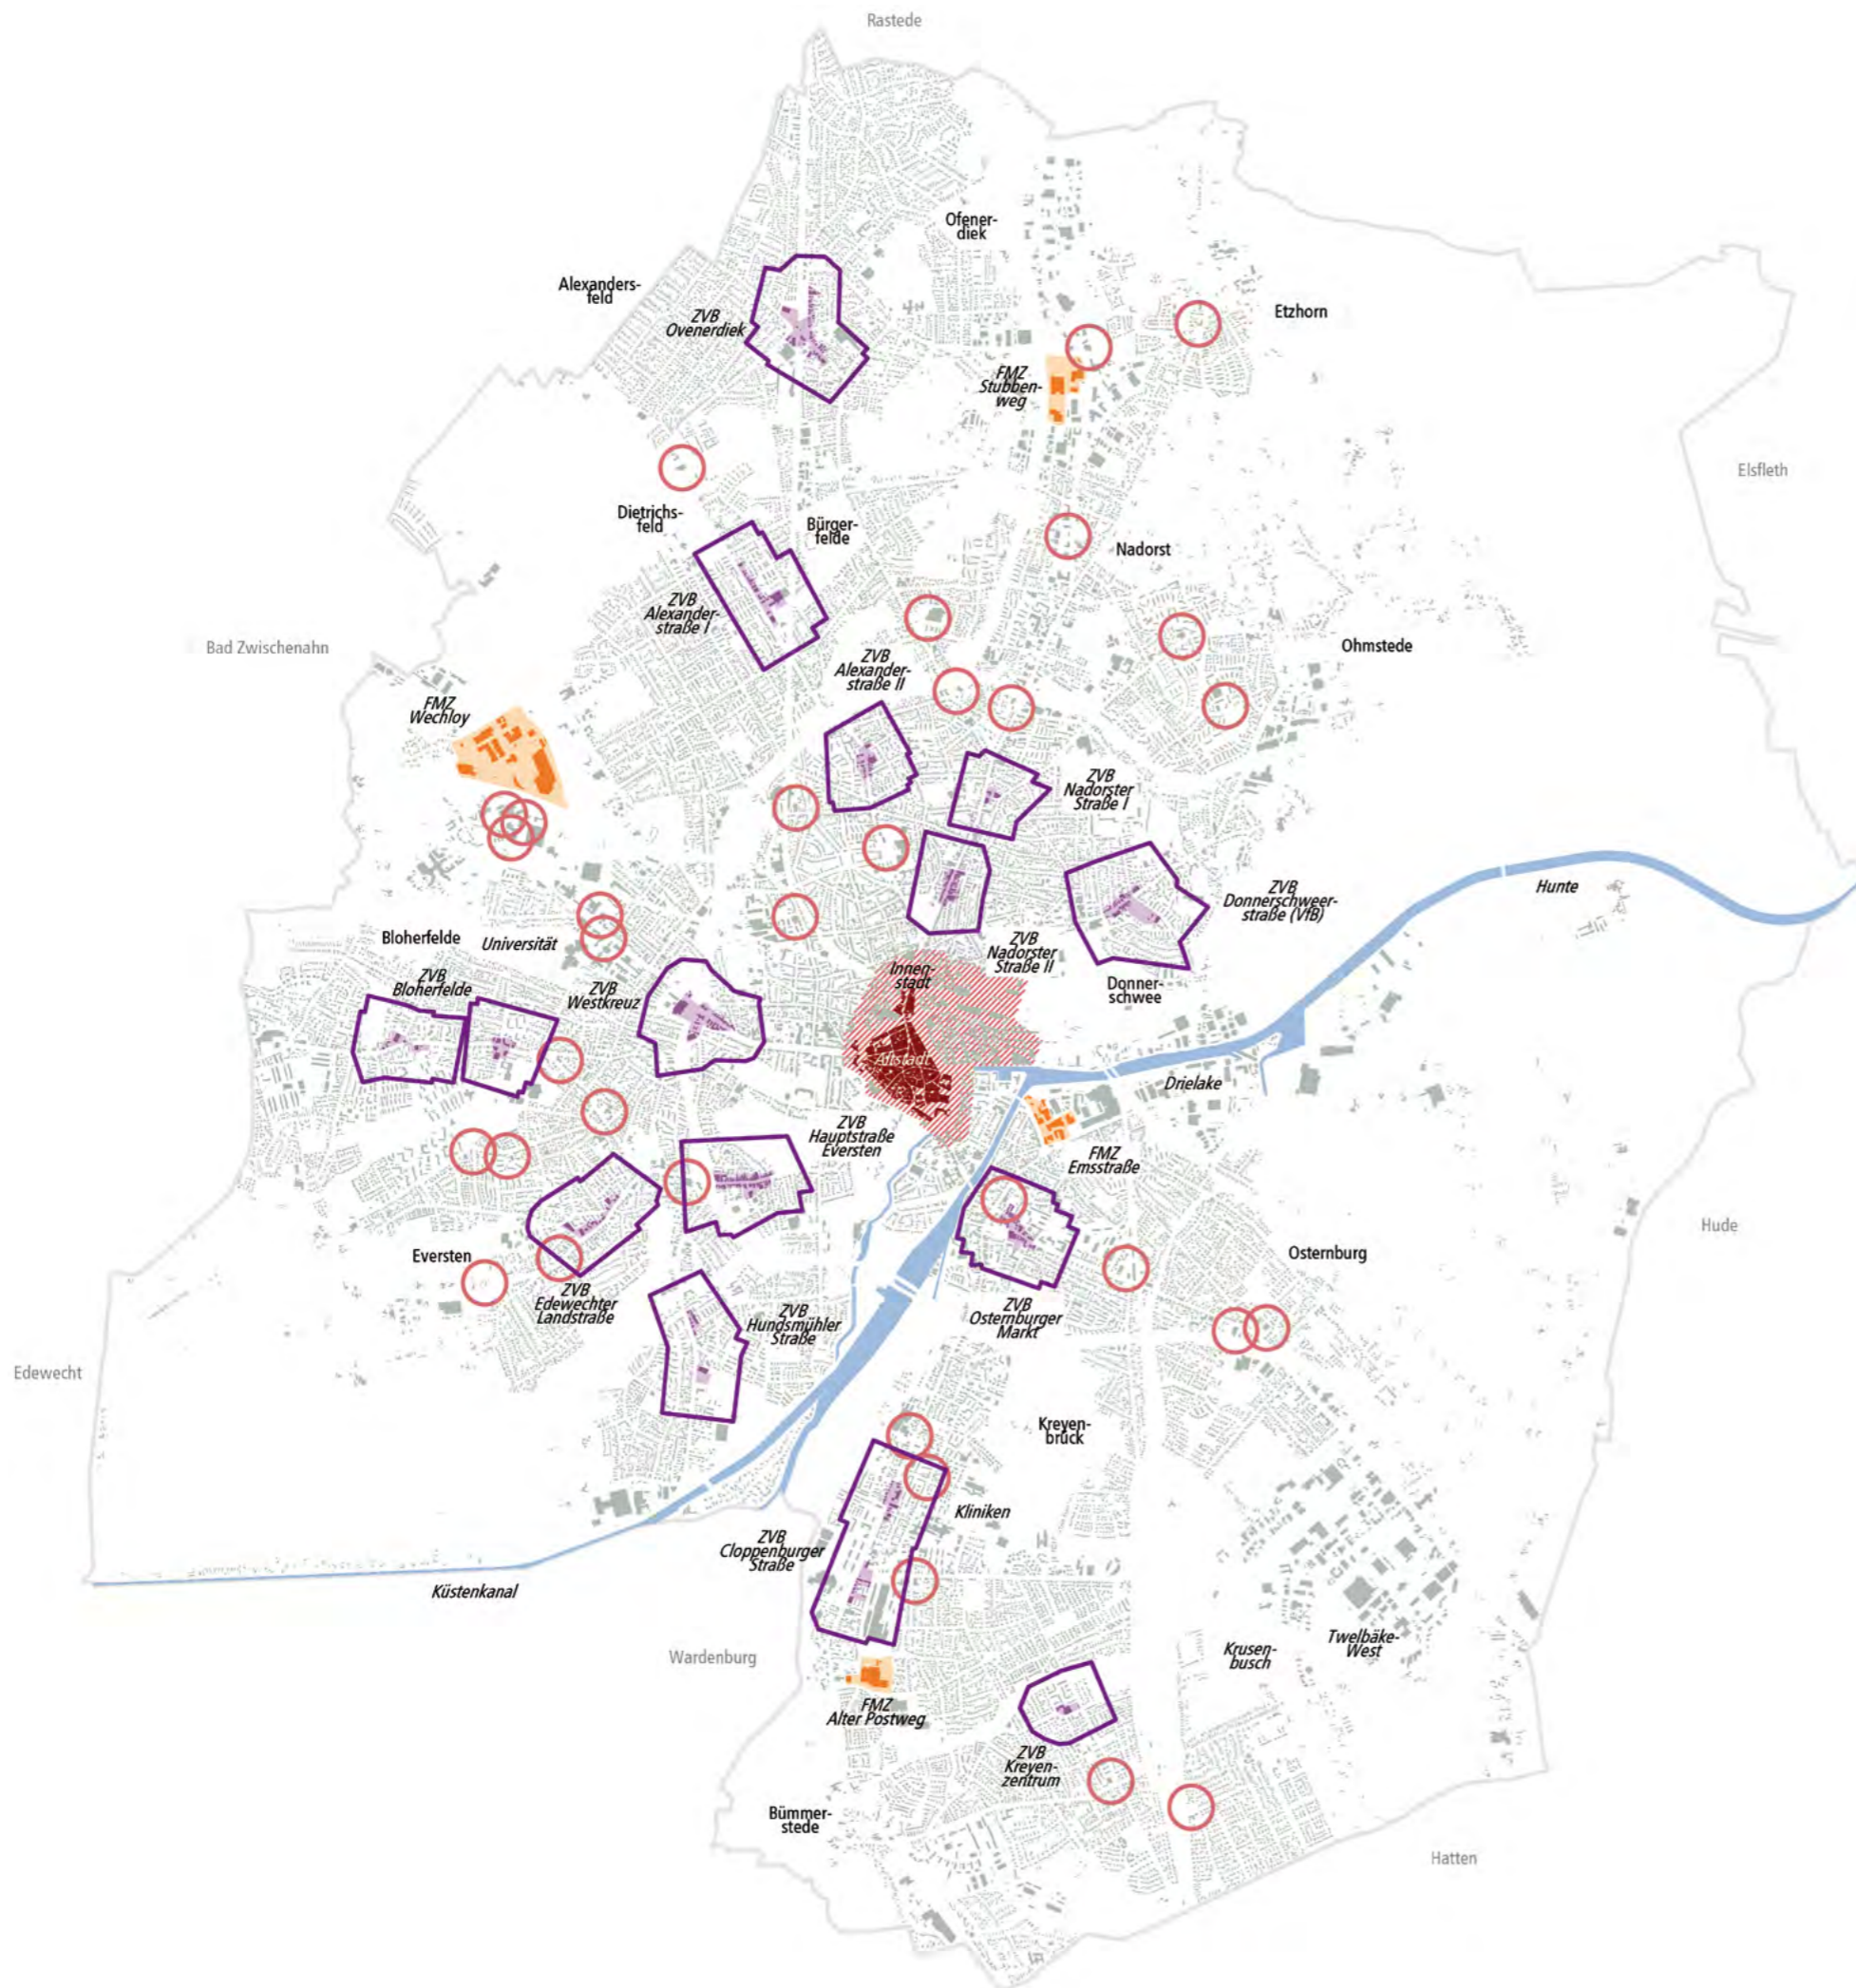 Rastede
Ofener-
diek
Alexanders-
feld
ZVB
Ovenerdiek
Etzhorn
FMZ
Stubben-
weg
Elsfleth
Dietrichs-
feld
Bürger-
felde
Nadorst
ZVB
Alexander-
straße I
Bad Zwischenahn
Ohmstede
ZVB
Alexander-
straße II
FMZ
Wechloy
ZVB
Nadorster
Straße I
Hunte
ZVB
Donnerschweer-
straße (VfB)
Bloherfelde
Universität
ZVB
Nadorster
Straße II
Innen-
stadt
ZVB
Bloherfelde
ZVB
Westkreuz
Donner-
schwee
Altstadt
Drielake
ZVB
Hauptstraße
Eversten
FMZ
Emsstraße
Hude
Eversten
Osternburg
ZVB
Edewechter
Landstraße
ZVB
Hundsmühler
Straße
ZVB
Osternburger
Markt
Edewecht
Kreyen-
brück
Kliniken
ZVB
Cloppenburger
Straße
Küstenkanal
Wardenburg
Krusen-
busch
Twelbäke-
West
FMZ
Alter Postweg
ZVB
Kreyen-
zentrum
Bümmer-
stede
Hatten